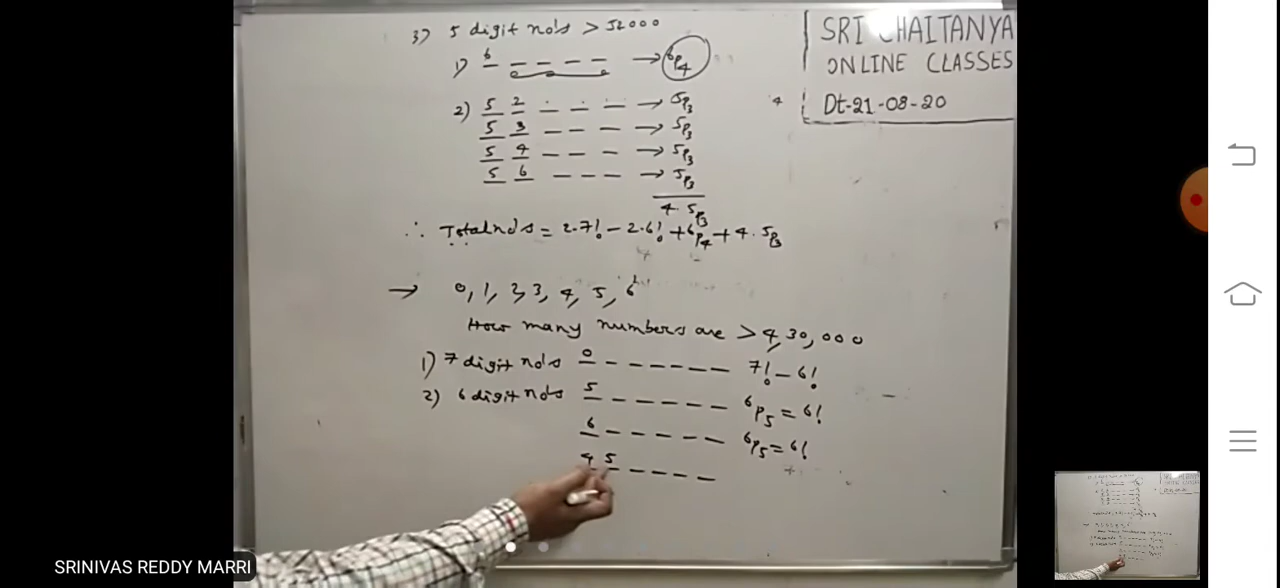 3) 5 digit no's > 52000
1) 6 _ _ _ _ → 6p4
2) 5 2 _ _ _ → 5p3
5 3 _ _ _ → 5p3
5 4 _ _ _ → 5p3
5 6 _ _ _ → 5p3
4. 5p3
∴ Total no's = 2.7! - 2.6! + 6p4 + 4. 5p3
→ 0, 1, 2, 3, 4, 5, 6
How many numbers are > 4,30,000
1) 7 digit no's 0 _ _ _ _ _ _ 7! - 6!
2) 6 digit no's 5 _ _ _ _ _ 6p5 = 6!
6 _ _ _ _ _ 6p5 = 6!
4 5 _ _ _ _
SRI CHAITANYA
ONLINE CLASSES
Dt-21-08-20
SRINIVAS REDDY MARRI